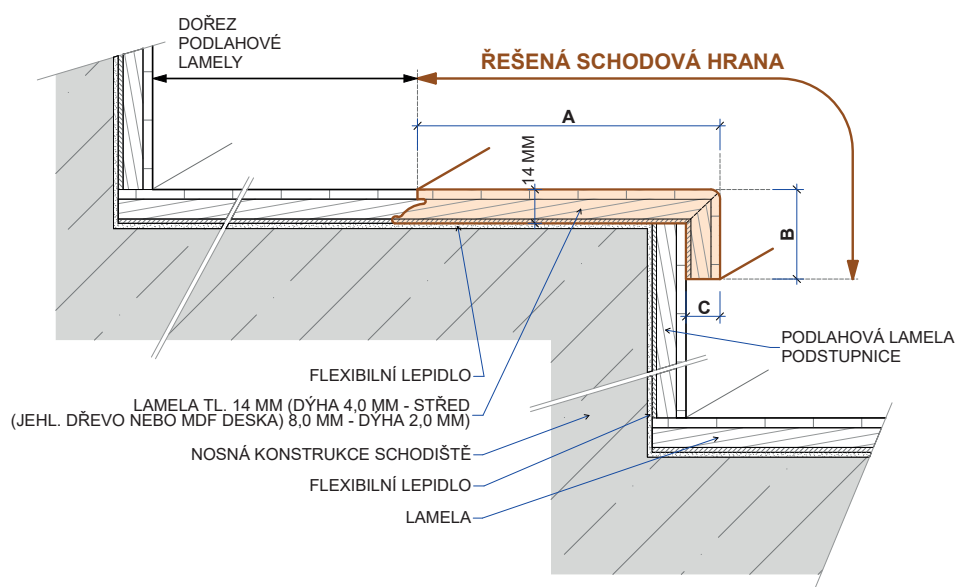 DOŘEZ
PODLAHOVÉ
LAMELY
ŘEŠENÁ SCHODOVÁ HRANA
A
14 MM
B
C
PODLAHOVÁ LAMELA
PODSTUPNICE
FLEXIBILNÍ LEPIDLO
LAMELA TL. 14 MM (DÝHA 4,0 MM - STŘED
(JEHL. DŘEVO NEBO MDF DESKA) 8,0 MM - DÝHA 2,0 MM)
NOSNÁ KONSTRUKCE SCHODIŠTĚ
FLEXIBILNÍ LEPIDLO
LAMELA